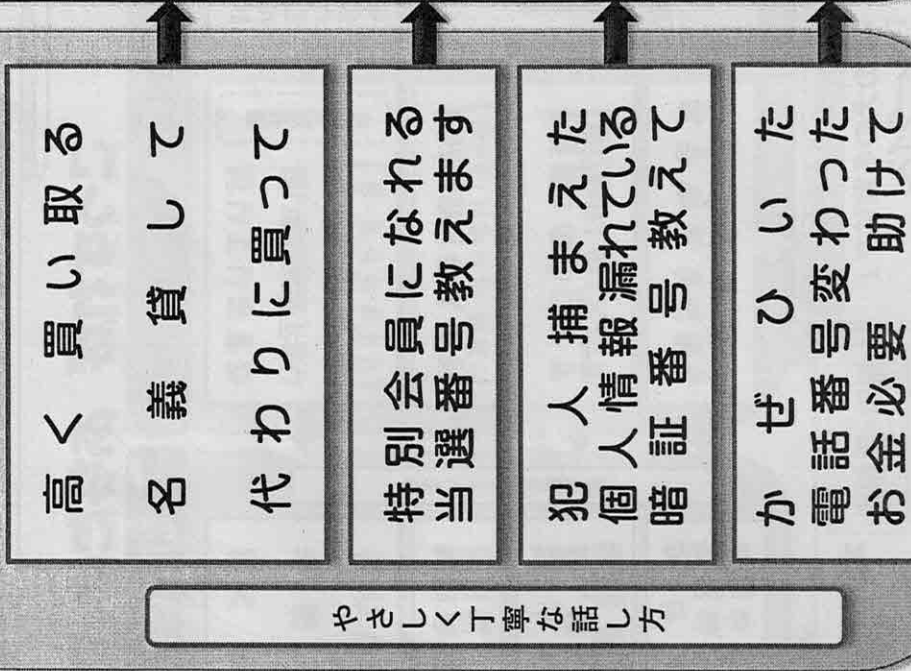 やさしく丁寧な話し方
高く買い取る
名義貸して
代わりに買って
特別会員になれる
当選番号教えます
犯人捕まえた
個人情報漏れている
暗証番号教えて
かぜひいた
電話番号変わった
お金必要 助けて